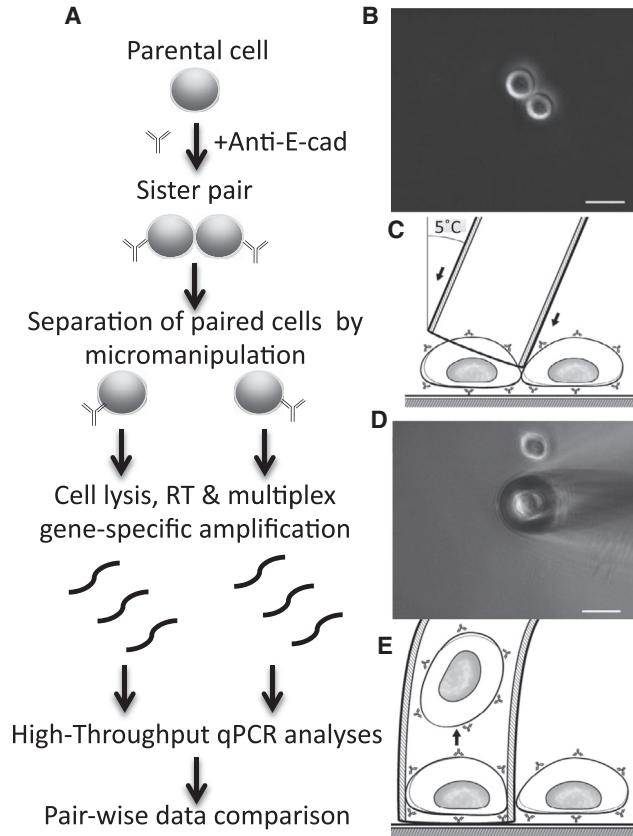 A
Parental cell
+Anti-E-cad
Sister pair
Separation of paired cells by
micromanipulation
Cell lysis, RT & multiplex
gene-specific amplification
High-Throughput qPCR analyses
Pair-wise data comparison
B
C
5˚C
D
E